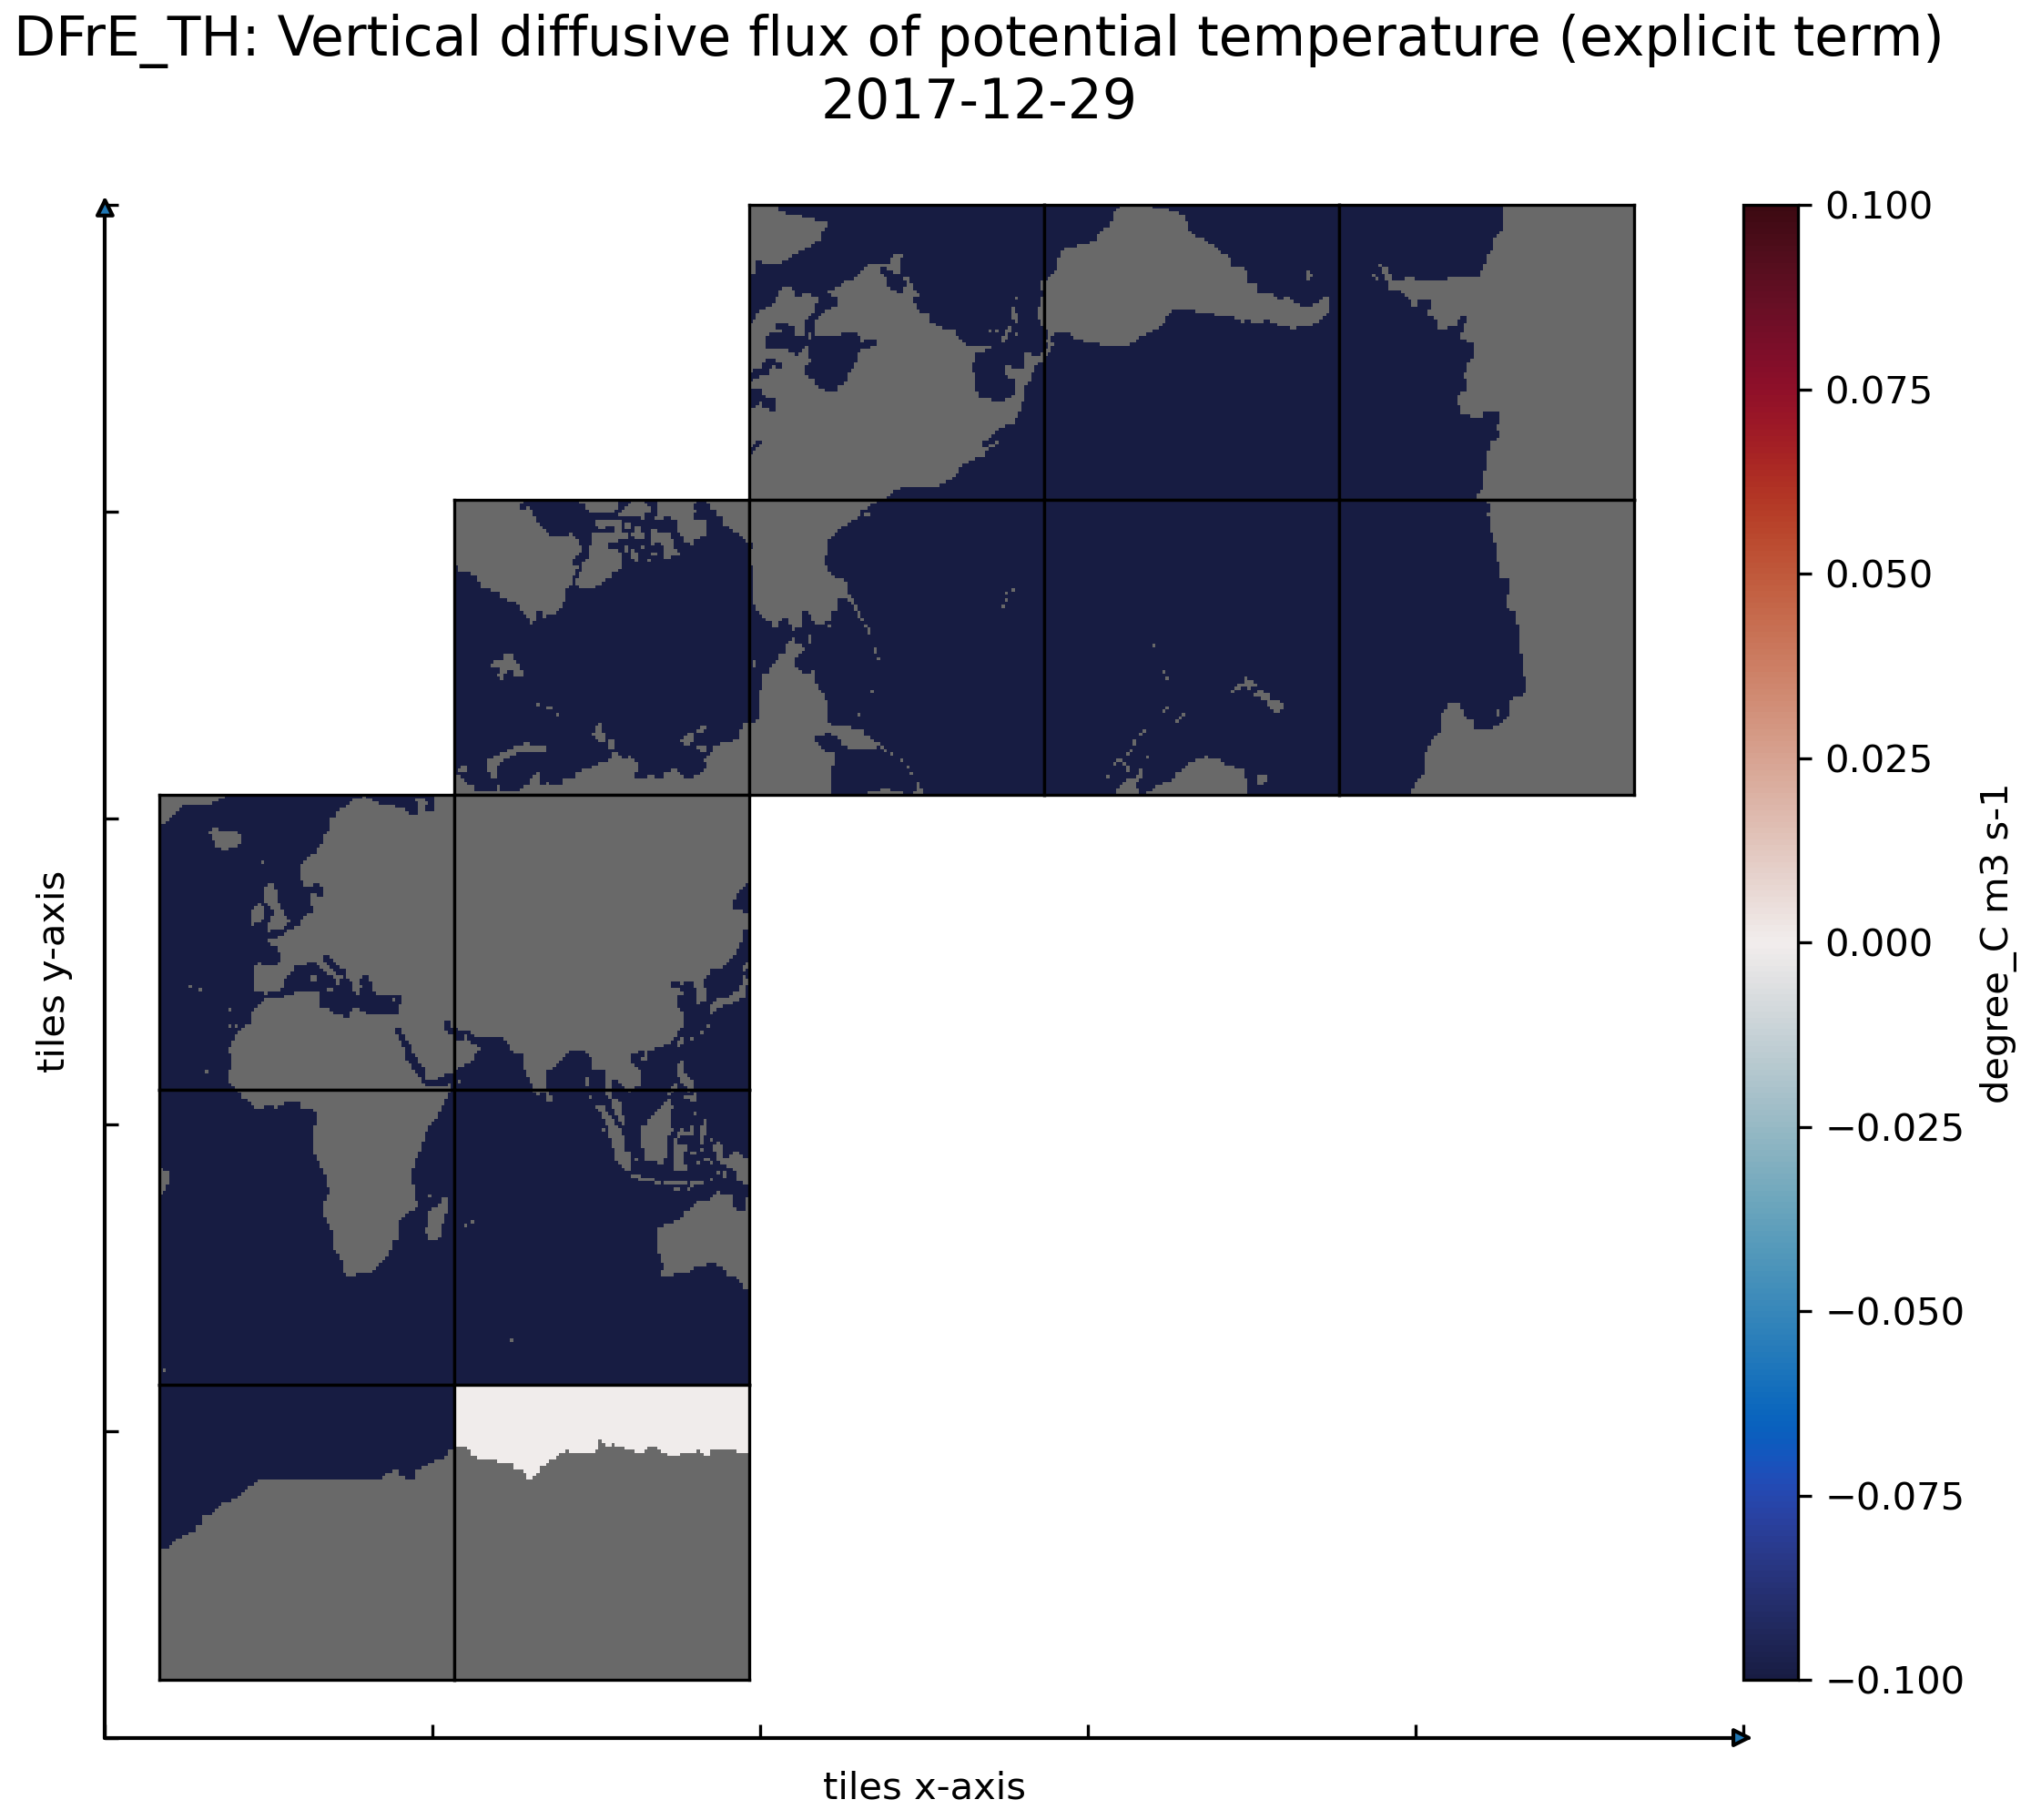 DFrE_TH: Vertical diffusive flux of potential temperature (explicit term)
2017-12-29
0.100
0.075
0.050
0.025
0.000
−0.025
−0.050
−0.075
−0.100
degree_C m3 s-1
tiles y-axis
tiles x-axis